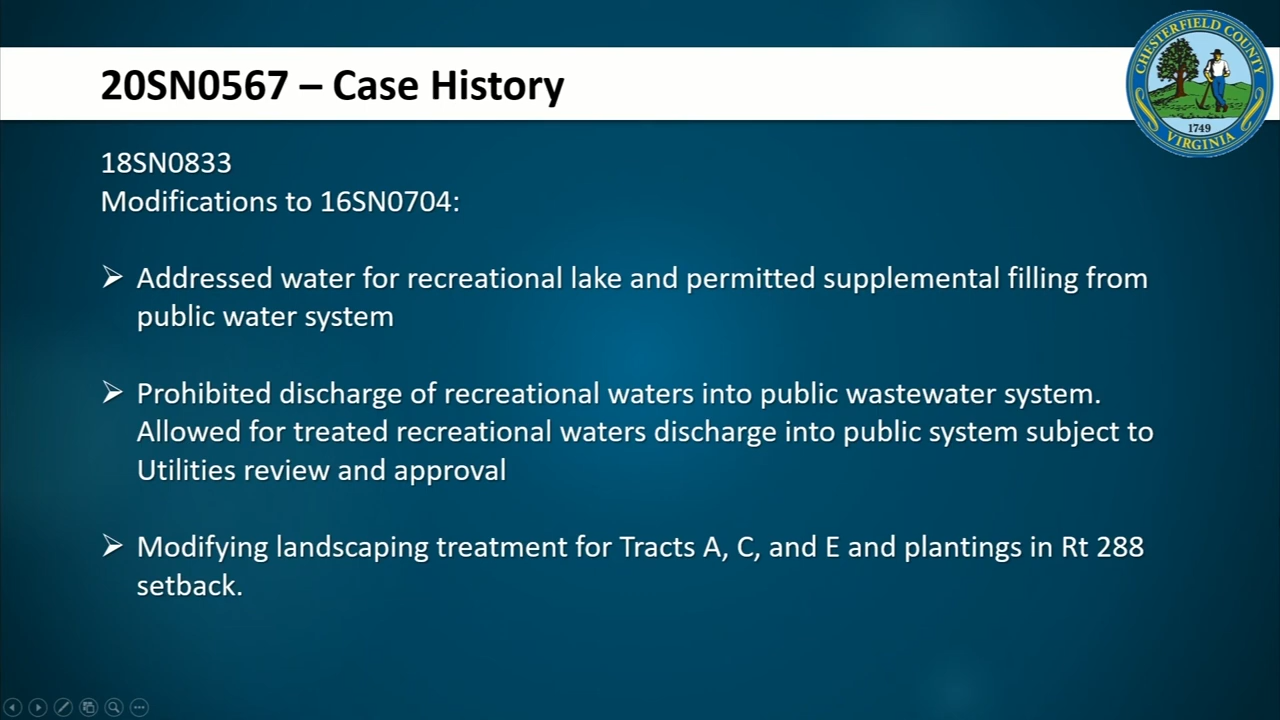 20SN0567 – Case History
CHESTERFIELD COUNTY
1749
VIRGINIA
18SN0833
Modifications to 16SN0704:
➢ Addressed water for recreational lake and permitted supplemental filling from
public water system
➢ Prohibited discharge of recreational waters into public wastewater system.
Allowed for treated recreational waters discharge into public system subject to
Utilities review and approval
➢ Modifying landscaping treatment for Tracts A, C, and E and plantings in Rt 288
setback.